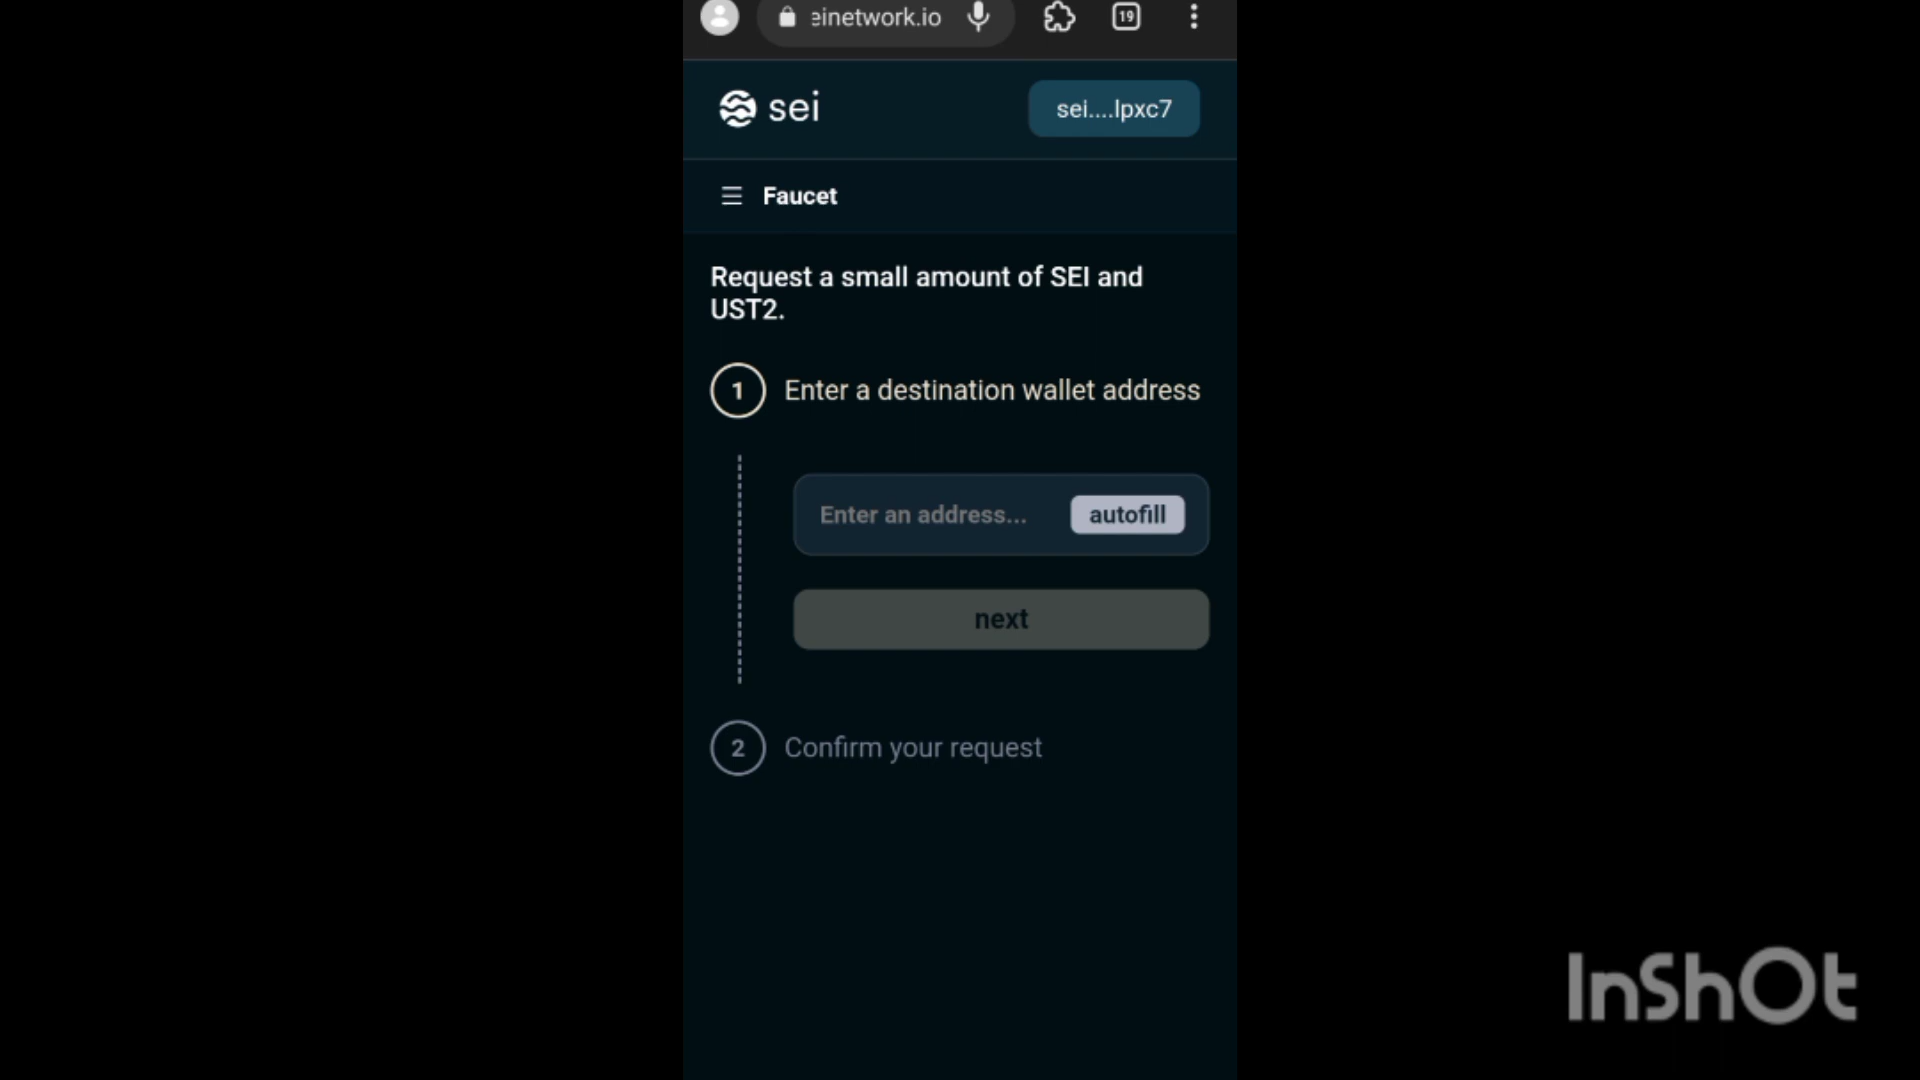 einetwork.io
19
sei
sei....lpxc7
Faucet
Request a small amount of SEI and
UST2.
1 Enter a destination wallet address
Enter an address... autofill
next
2 Confirm your request
InShOt